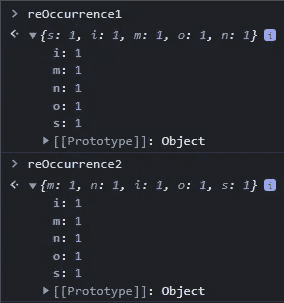 reOccurrence1
{s: 1, i: 1, m: 1, o: 1, n: 1} i
i: 1
m: 1
n: 1
o: 1
s: 1
[[Prototype]]: Object
reOccurrence2
{m: 1, n: 1, i: 1, o: 1, s: 1} i
i: 1
m: 1
n: 1
o: 1
s: 1
[[Prototype]]: Object